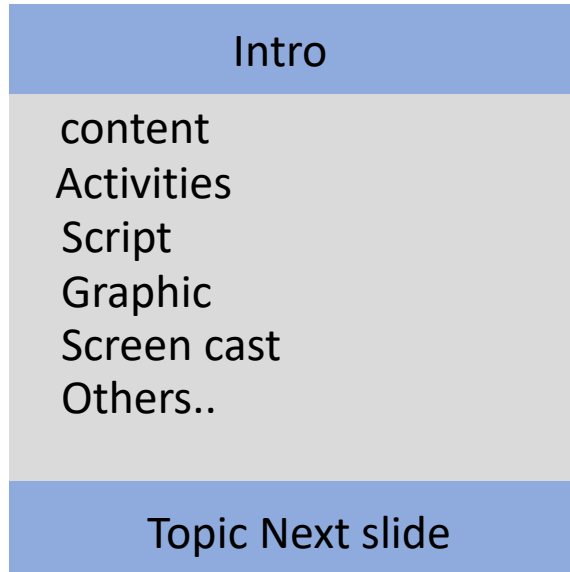 Intro
content
Activities
Script
Graphic
Screen cast
Others..
Topic Next slide